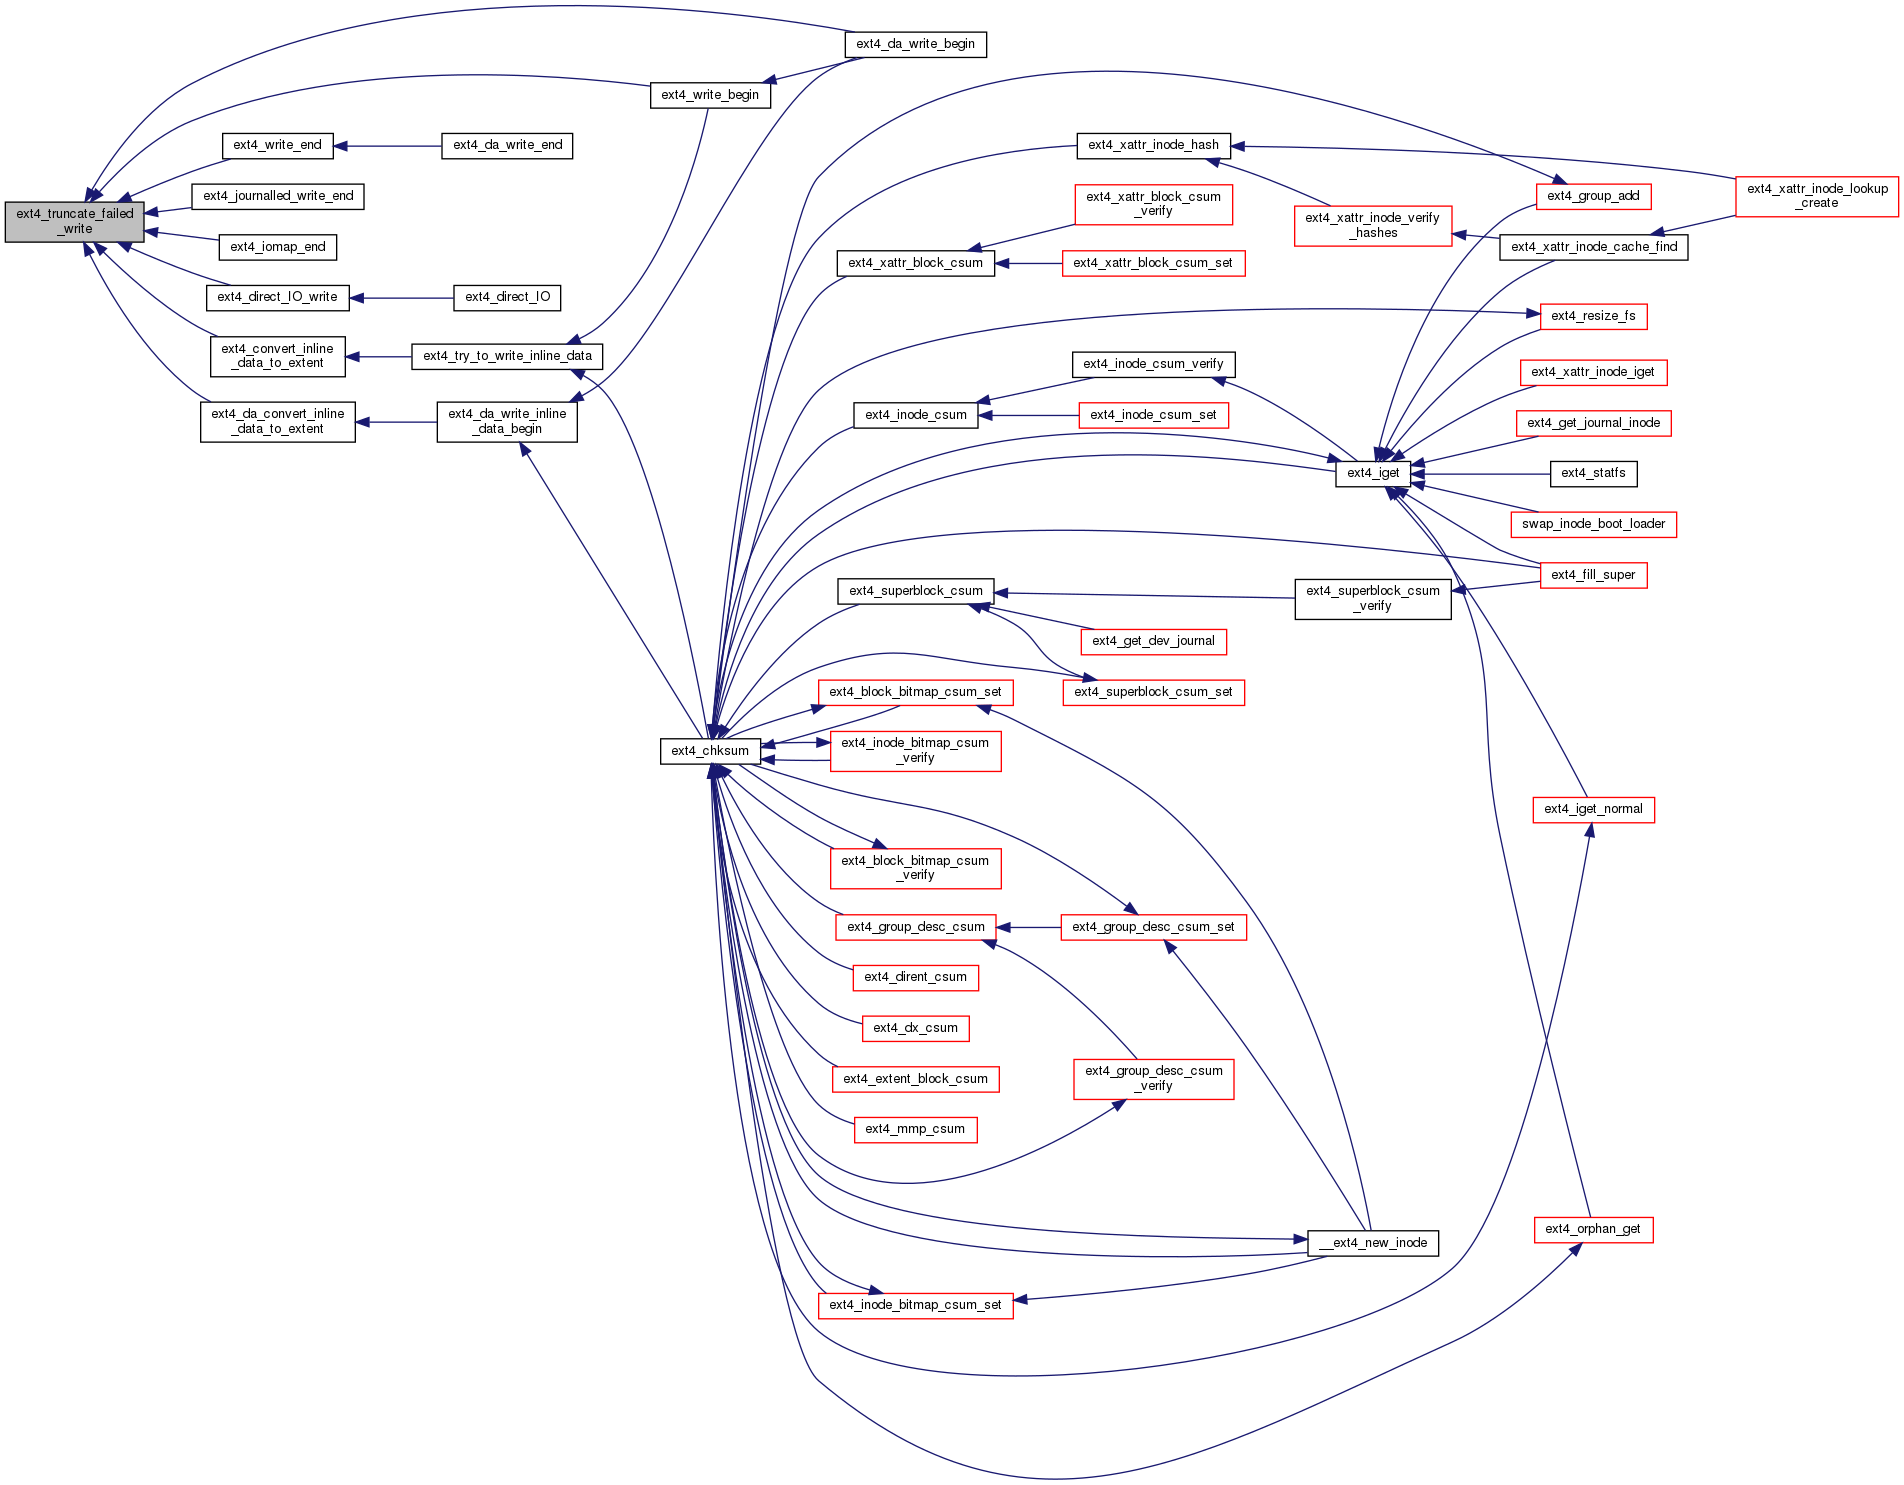 ext4_da_write_begin
ext4_write_begin
ext4_write_end
ext4_da_write_end
ext4_xattr_inode_hash
ext4_journalled_write_end
ext4_xattr_block_csum
_verify
ext4_group_add
ext4_xattr_inode_lookup
_create
ext4_truncate_failed
_write
ext4_xattr_inode_verify
_hashes
ext4_iomap_end
ext4_xattr_inode_cache_find
ext4_xattr_block_csum
ext4_xattr_block_csum_set
ext4_direct_IO_write
ext4_direct_IO
ext4_resize_fs
ext4_convert_inline
_data_to_extent
ext4_try_to_write_inline_data
ext4_inode_csum_verify
ext4_xattr_inode_iget
ext4_da_convert_inline
_data_to_extent
ext4_da_write_inline
_data_begin
ext4_inode_csum
ext4_inode_csum_set
ext4_get_journal_inode
ext4_iget
ext4_statfs
swap_inode_boot_loader
ext4_fill_super
ext4_superblock_csum
ext4_superblock_csum
_verify
ext4_get_dev_journal
ext4_block_bitmap_csum_set
ext4_superblock_csum_set
ext4_chksum
ext4_inode_bitmap_csum
_verify
ext4_iget_normal
ext4_block_bitmap_csum
_verify
ext4_group_desc_csum
ext4_group_desc_csum_set
ext4_dirent_csum
ext4_dx_csum
ext4_extent_block_csum
ext4_group_desc_csum
_verify
ext4_mmp_csum
ext4_orphan_get
__ext4_new_inode
ext4_inode_bitmap_csum_set